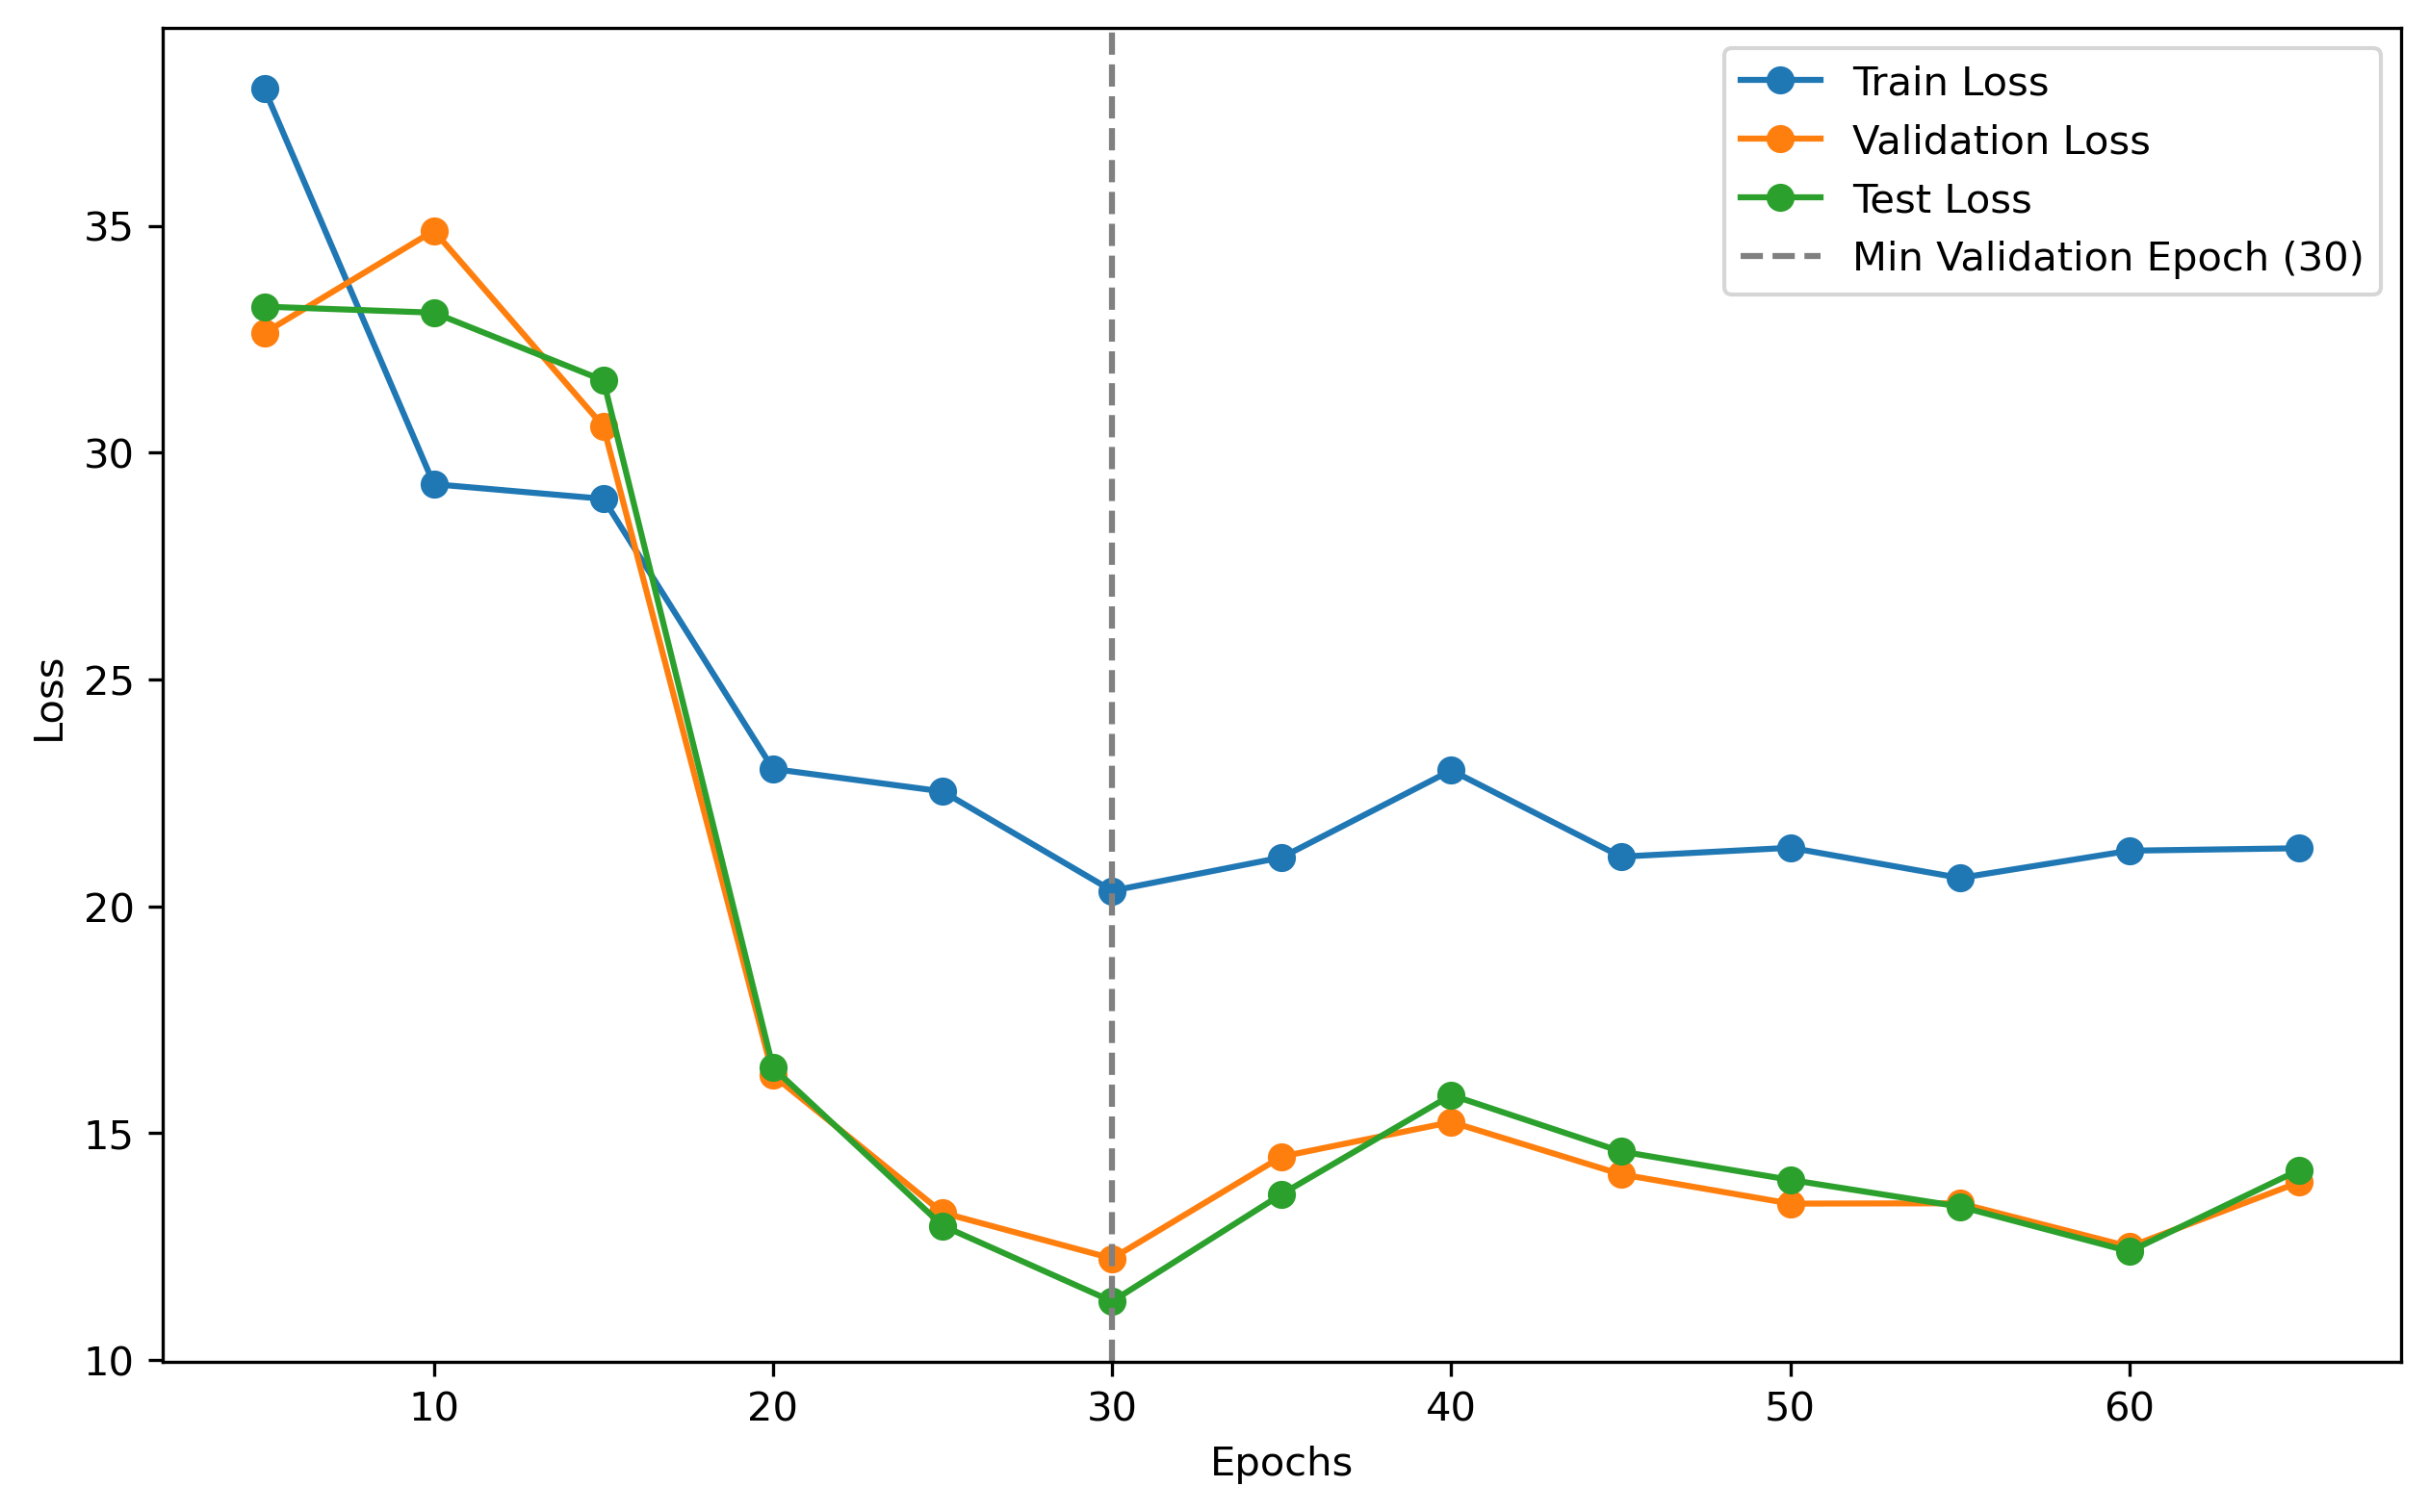 Train Loss
Validation Loss
Test Loss
Min Validation Epoch (30)
35
30
25
20
15
10
Loss
10 20 30 40 50 60
Epochs